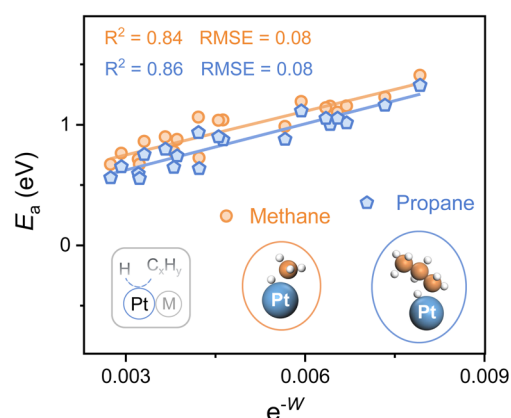 R² = 0.84 RMSE = 0.08
R² = 0.86 RMSE = 0.08
1
0
Eₐ (eV)
Methane
Propane
H CₓHᵧ
Pt M
Pt
Pt
0.003 0.006 0.009
e⁻ᵂ